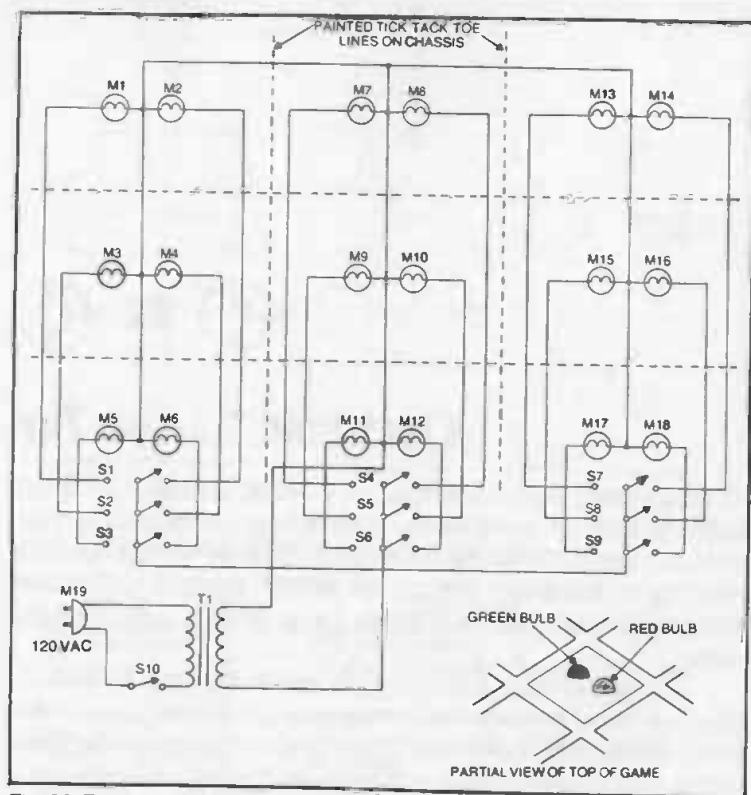 PAINTED TICK TACK TOE
LINES ON CHASSIS
M1 M2 M7 M8 M13 M14
M3 M4 M9 M10 M15 M16
M5 M6 M11 M12 M17 M18
S1 S4 S7
S2 S5 S8
S3 S6 S9
M19 T1
120 VAC
S10
GREEN BULB
RED BULB
PARTIAL VIEW OF TOP OF GAME